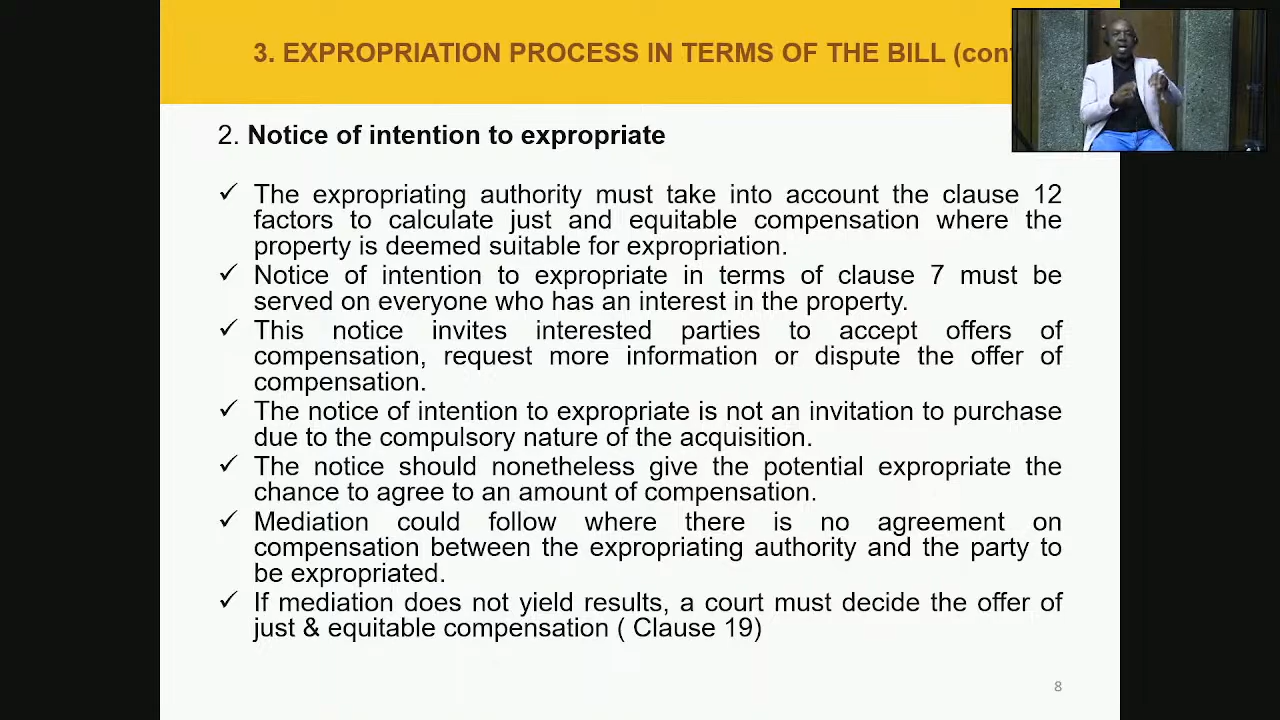 3. EXPROPRIATION PROCESS IN TERMS OF THE BILL (con
2. Notice of intention to expropriate
✓ The expropriating authority must take into account the clause 12
factors to calculate just and equitable compensation where the
property is deemed suitable for expropriation.
✓ Notice of intention to expropriate in terms of clause 7 must be
served on everyone who has an interest in the property.
✓ This notice invites interested parties to accept offers of
compensation, request more information or dispute the offer of
compensation.
✓ The notice of intention to expropriate is not an invitation to purchase
due to the compulsory nature of the acquisition.
✓ The notice should nonetheless give the potential expropriate the
chance to agree to an amount of compensation.
✓ Mediation could follow where there is no agreement on
compensation between the expropriating authority and the party to
be expropriated.
✓ If mediation does not yield results, a court must decide the offer of
just & equitable compensation ( Clause 19)
8